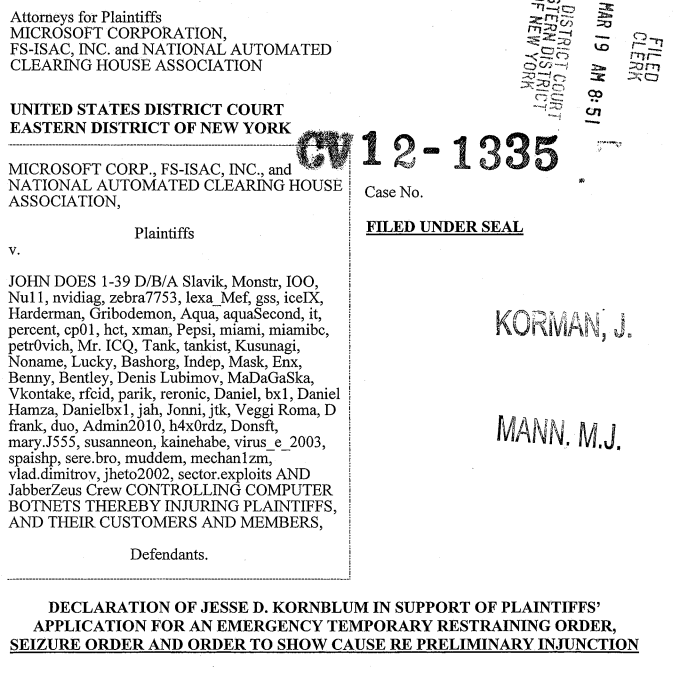 Attorneys for Plaintiffs
MICROSOFT CORPORATION,
FS-ISAC, INC. and NATIONAL AUTOMATED
CLEARING HOUSE ASSOCIATION
FILED
CLERK
MAR 19 AM 8:51
DISTRICT COURT
TERN DISTRICT
OF NEW YORK
UNITED STATES DISTRICT COURT
EASTERN DISTRICT OF NEW YORK
CV 12-1335
MICROSOFT CORP., FS-ISAC, INC., and
NATIONAL AUTOMATED CLEARING HOUSE
ASSOCIATION,
Plaintiffs
v.
JOHN DOES 1-39 D/B/A Slavik, Monstr, IOO,
Nu11, nvidiag, zebra7753, lexa_Mef, gss, iceIX,
Harderman, Gribodemon, Aqua, aquaSecond, it,
percent, cp01, hct, xman, Pepsi, miami, miamibc,
petr0vich, Mr. ICQ, Tank, tankist, Kusunagi,
Noname, Lucky, Bashorg, Indep, Mask, Enx,
Benny, Bentley, Denis Lubimov, MaDaGaSka,
Vkontake, rfcid, parik, reronic, Daniel, bx1, Daniel
Hamza, Danielbx1, jah, Jonni, jtk, Veggi Roma, D
frank, duo, Admin2010, h4x0rdz, Donsft,
mary.J555, susanneon, kainehabe, virus_e_2003,
spaishp, sere.bro, muddem, mechan1zm,
vlad.dimitrov, jheto2002, sector.exploits AND
JabberZeus Crew CONTROLLING COMPUTER
BOTNETS THEREBY INJURING PLAINTIFFS,
AND THEIR CUSTOMERS AND MEMBERS,
Defendants.
Case No.
FILED UNDER SEAL
KORMAN, J.
MANN. M.J.
DECLARATION OF JESSE D. KORNBLUM IN SUPPORT OF PLAINTIFFS'
APPLICATION FOR AN EMERGENCY TEMPORARY RESTRAINING ORDER,
SEIZURE ORDER AND ORDER TO SHOW CAUSE RE PRELIMINARY INJUNCTION